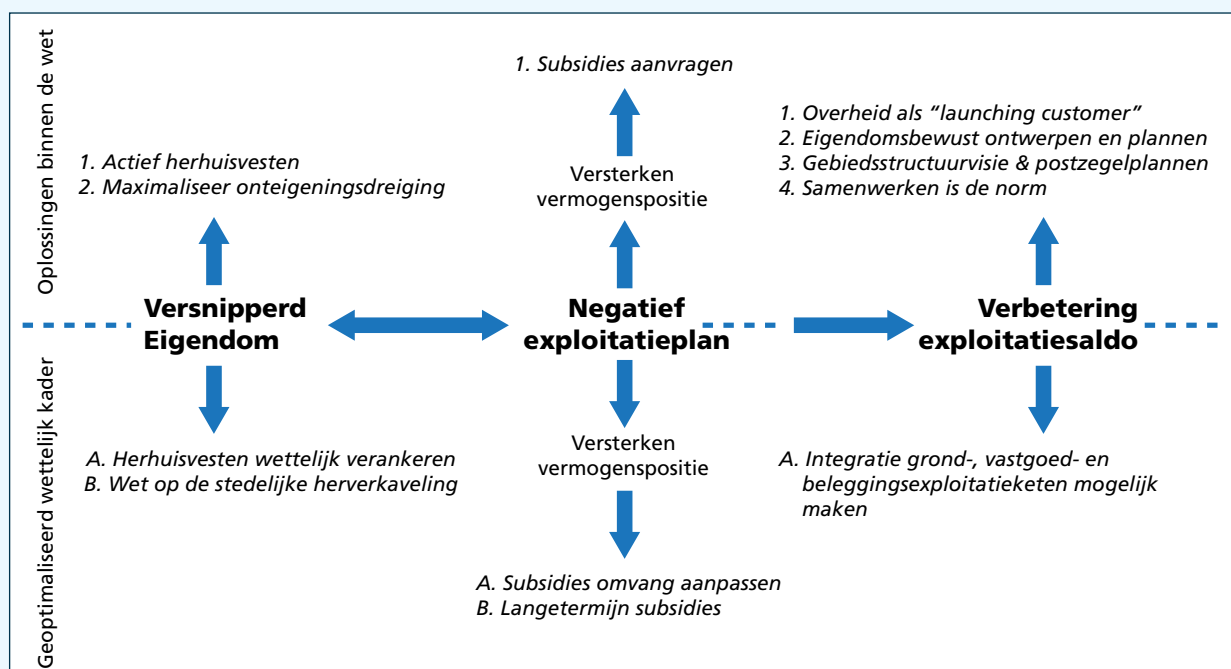 Oplossingen binnen de wet
1. Subsidies aanvragen
1. Overheid als “launching customer”
2. Eigendomsbewust ontwerpen en plannen
3. Gebiedsstructuurvisie & postzegelplannen
4. Samenwerken is de norm
1. Actief herhuisvesten
2. Maximaliseer onteigeningsdreiging
Versterken
vermogenspositie
Versnipperd
Eigendom
Negatief
exploitatieplan
Verbetering
exploitatiesaldo
Geoptimaliseerd wettelijk kader
A. Herhuisvesten wettelijk verankeren
B. Wet op de stedelijke herverkaveling
Versterken
vermogenspositie
A. Integratie grond-, vastgoed- en
beleggingsexploitatieketen mogelijk
maken
A. Subsidies omvang aanpassen
B. Langetermijn subsidies